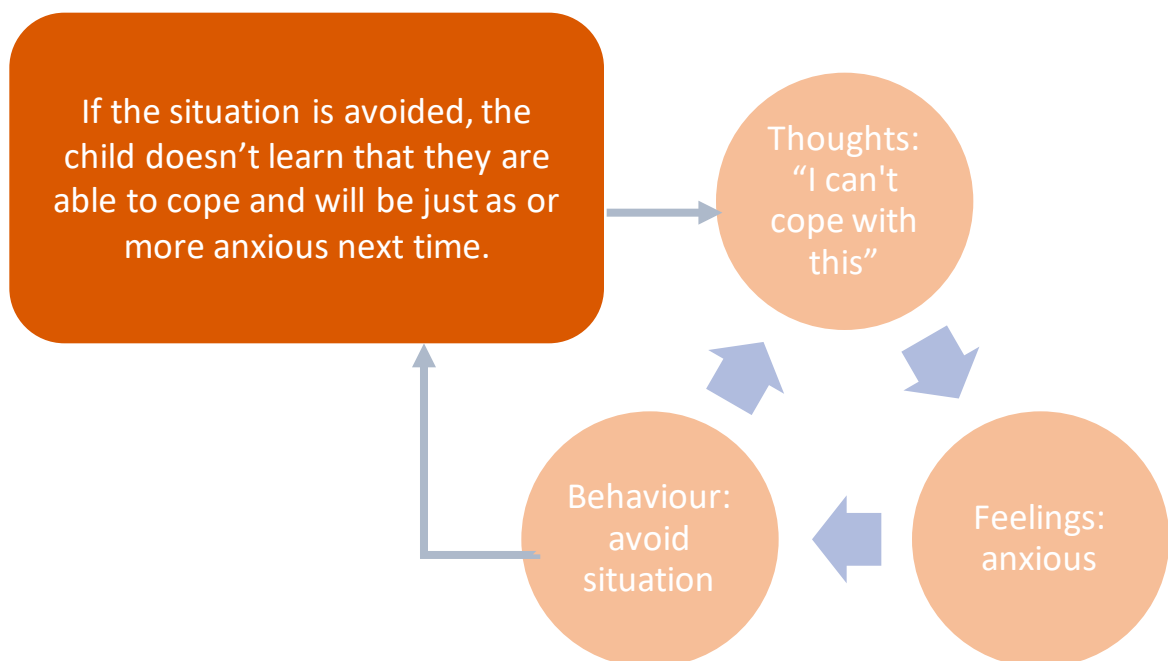 If the situation is avoided, the
child doesn’t learn that they are
able to cope and will be just as or
more anxious next time.
Thoughts:
“I can't
cope with
this”
Feelings:
anxious
Behaviour:
avoid
situation